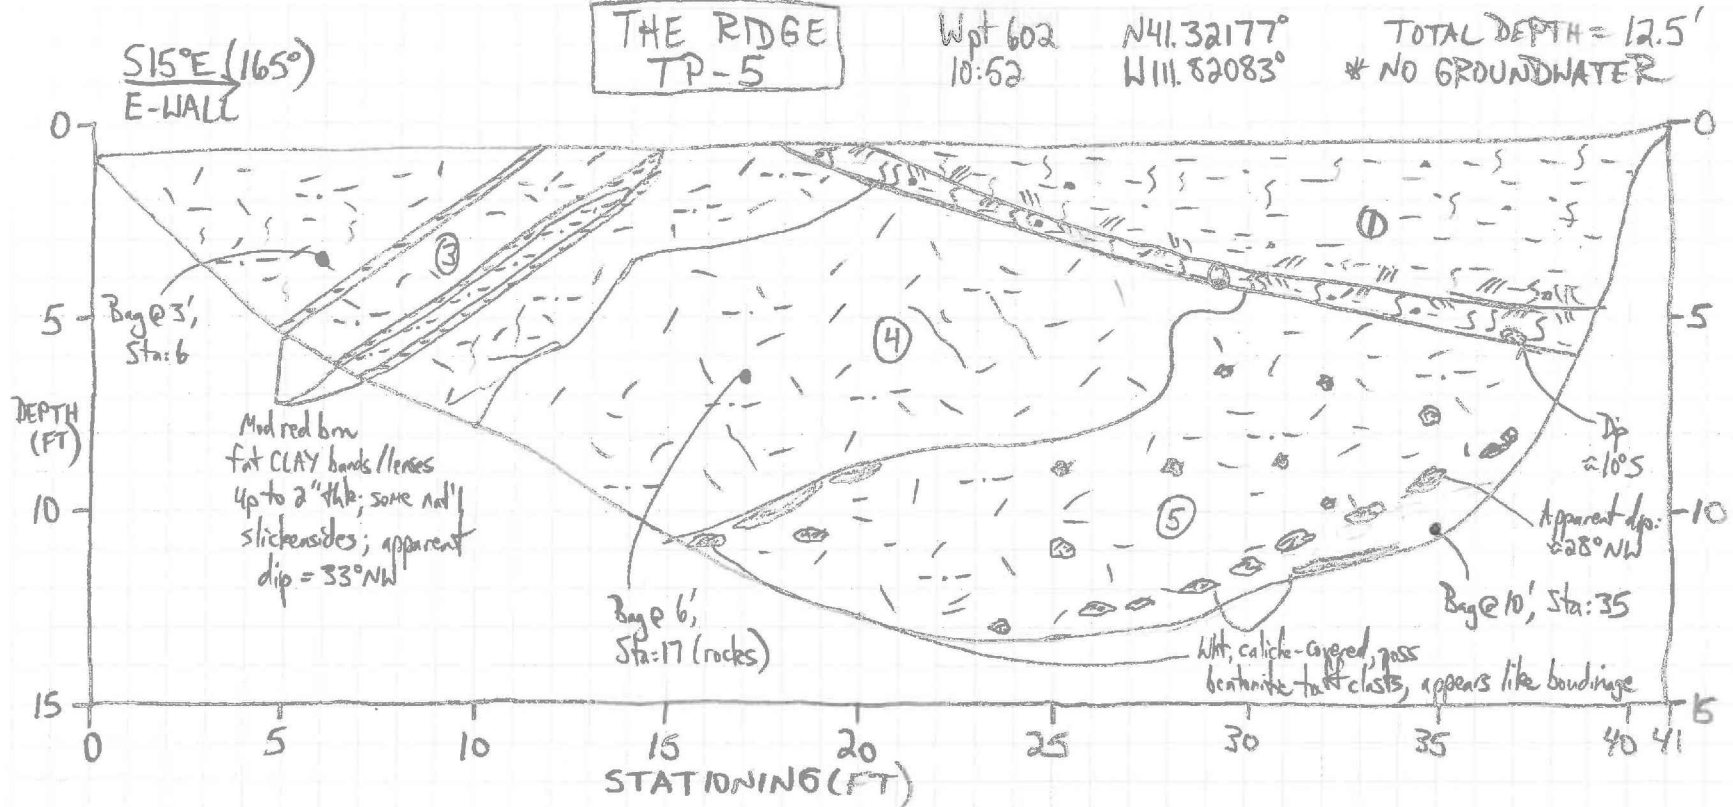 S15°E (165°)
E-WALL
THE RIDGE
TP-5
Wpt 602
10:52
N41.32177°
W111.82083°
TOTAL DEPTH = 12.5'
* NO GROUNDWATER
0
5
10
15
DEPTH
(FT)
0
5
10
15
1
2
3
4
5
Bag @ 3',
Sta: 6
Mod red brn
fat CLAY bands/lenses
up to 2" thk; some nat'l
slickensides; apparent
dip = 33° NW
Bag @ 6',
Sta: 17 (rocks)
Dip
≈10°S
Apparent dip:
≈28° NW
Bag @ 10', Sta: 35
Wht, caliche-covered, poss
bentonite tuff clasts, appears like boudinage
0 5 10 15 20 25 30 35 40 41
STATIONING (FT)